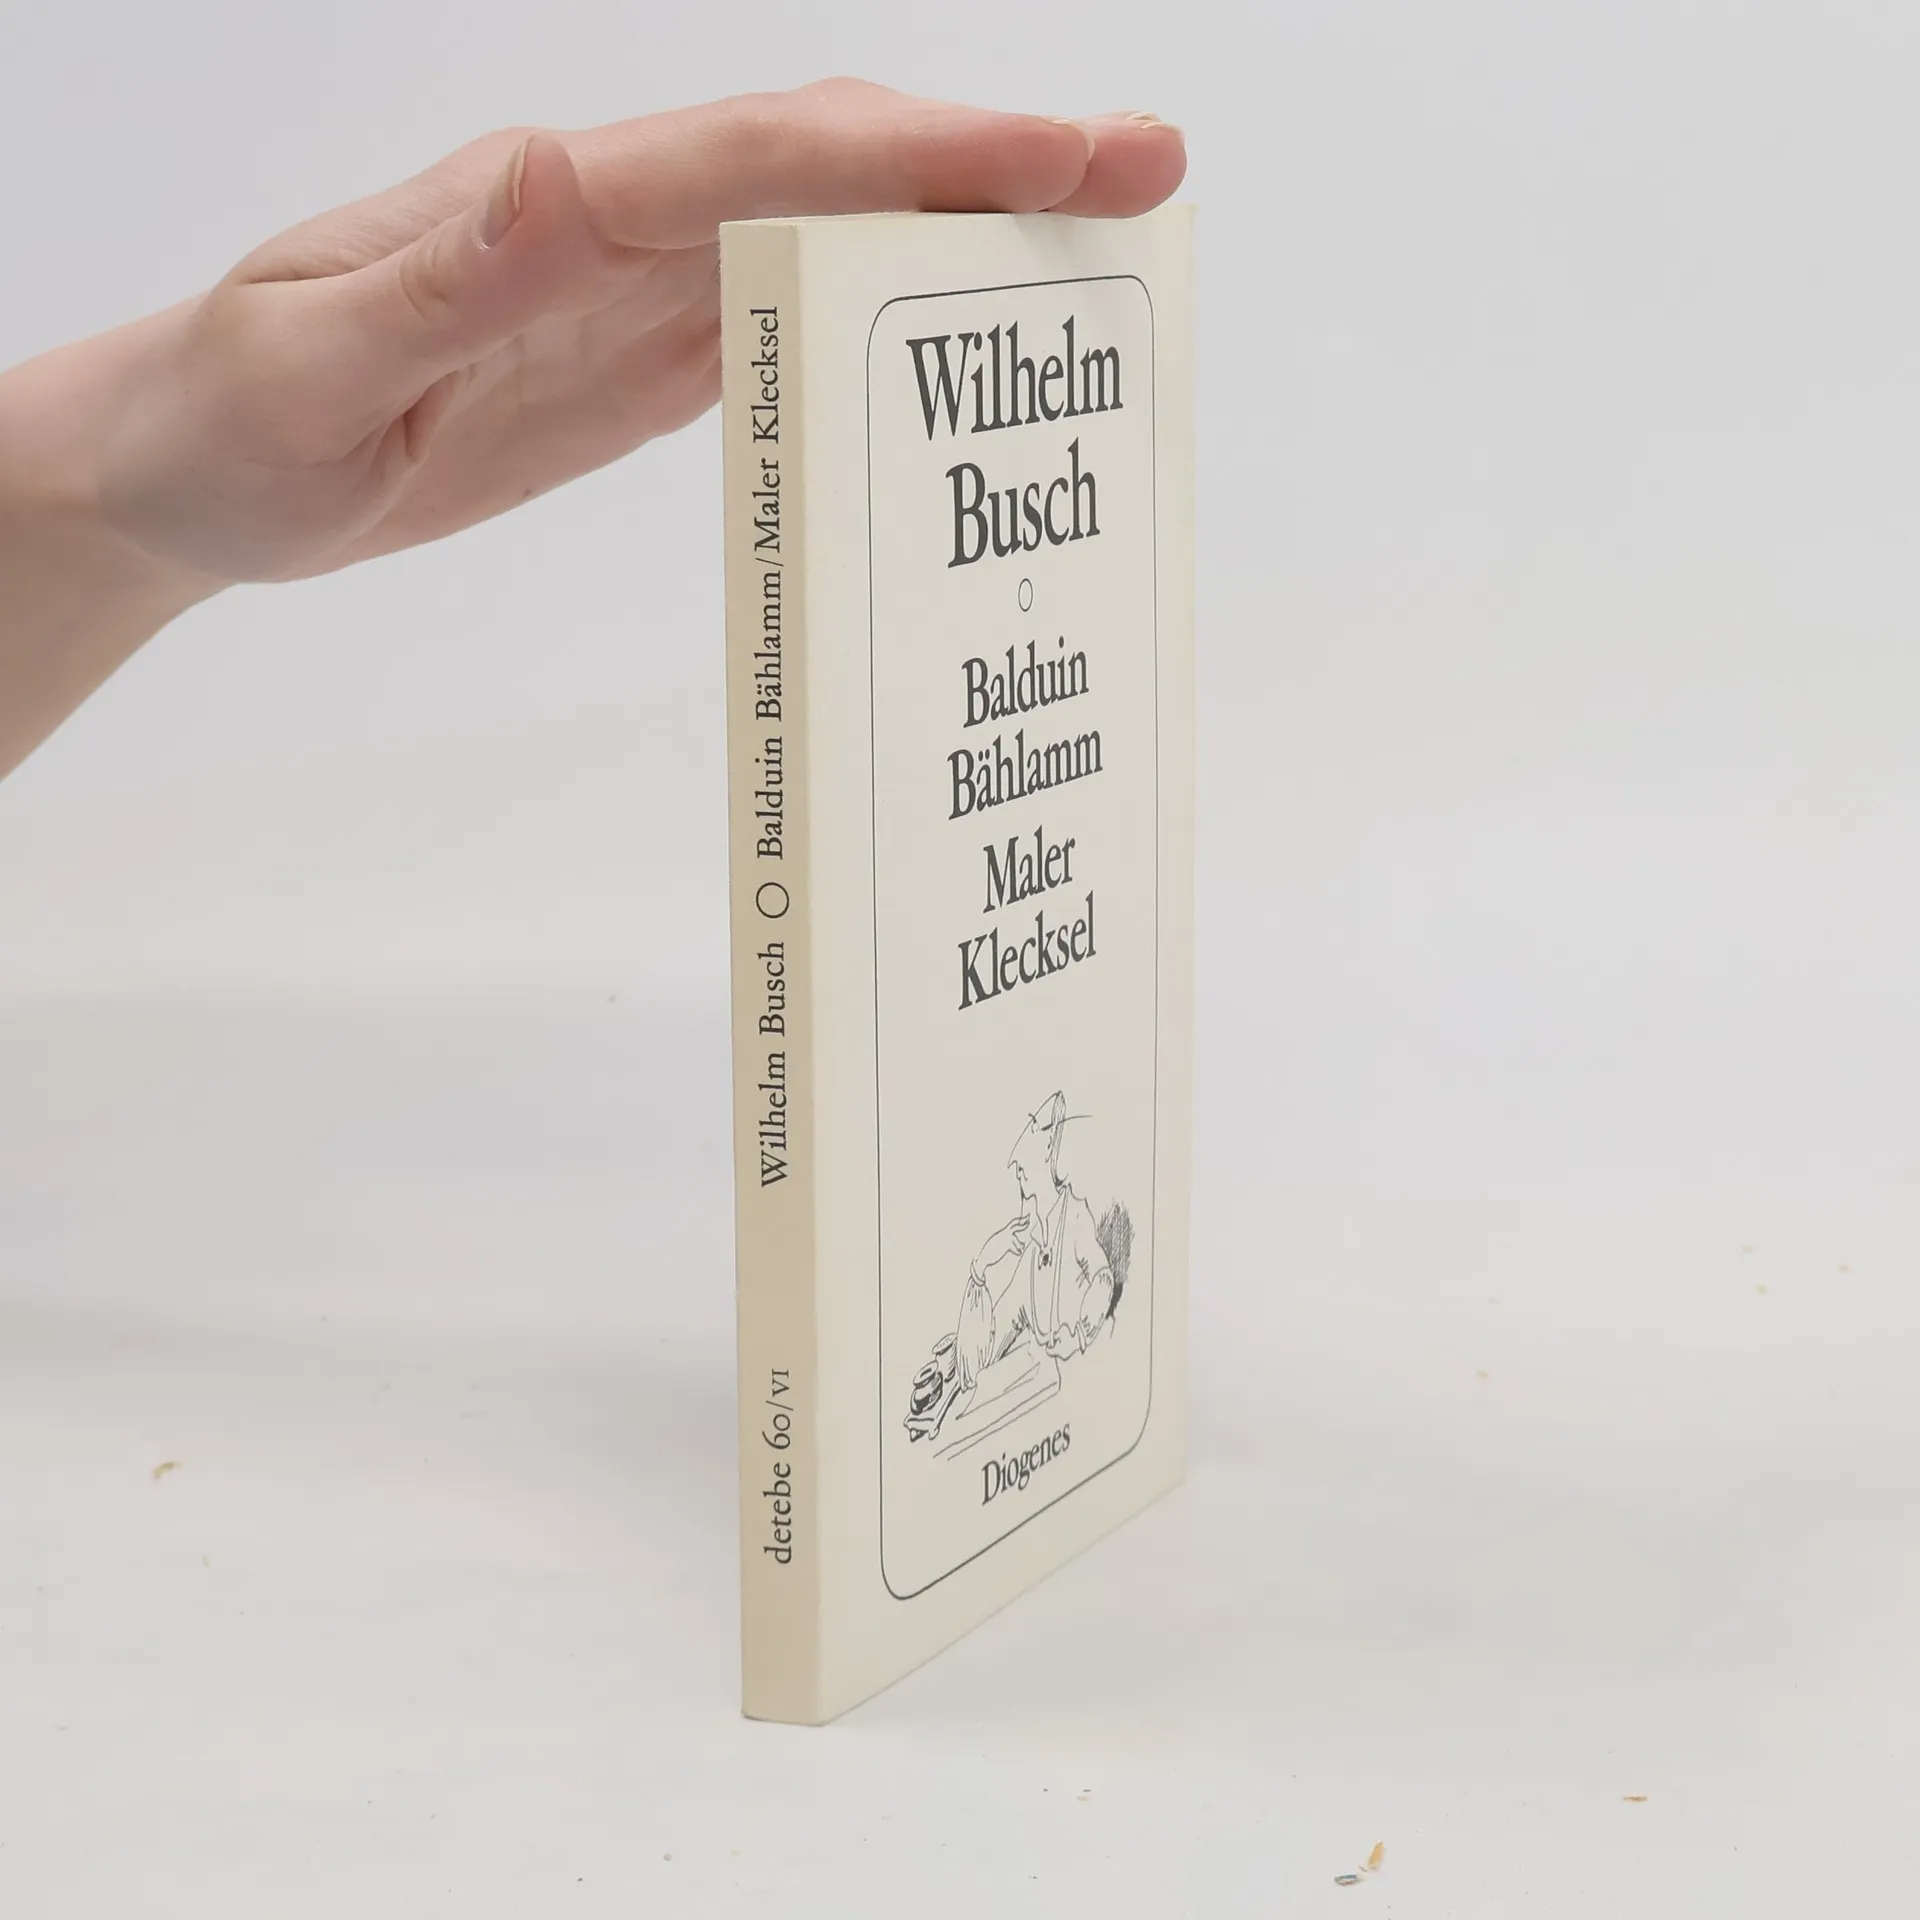 Wilhelm Busch ○ Balduin Bählamm/Maler Klecksel
detebe 60/VI
Wilhelm
Busch
Balduin
Bählamm
Maler
Klecksel
Diogenes